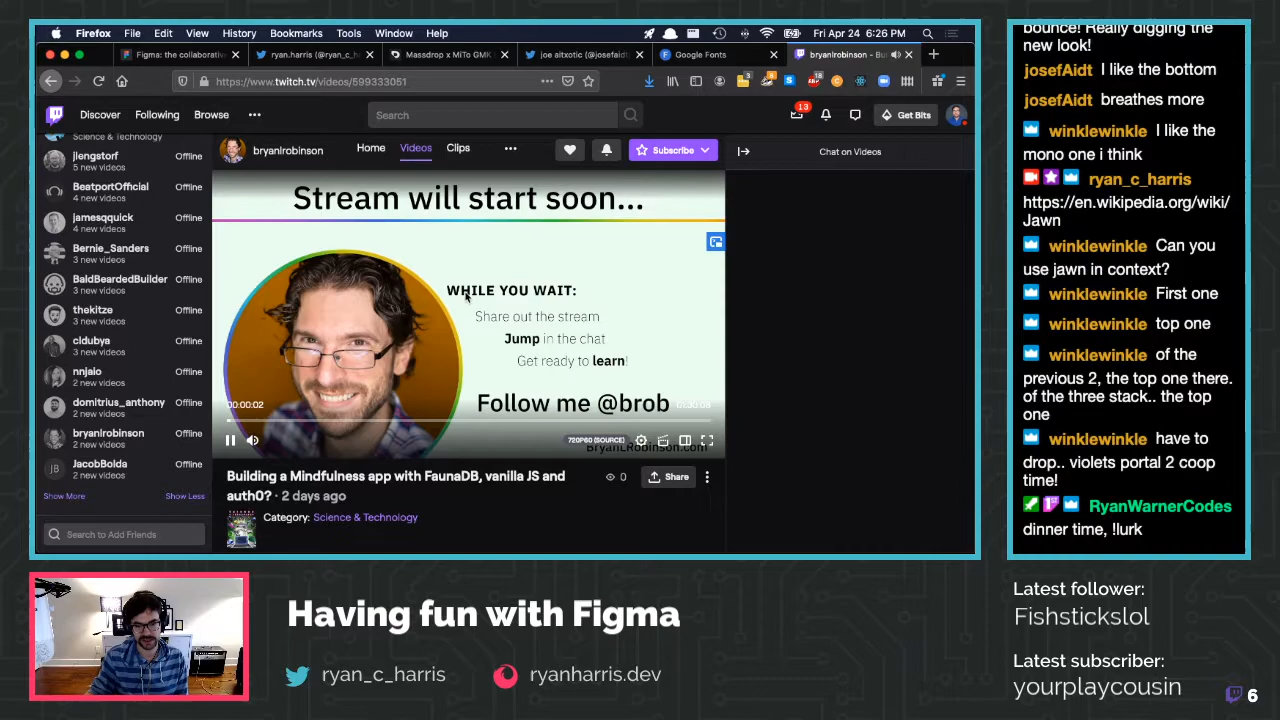 Firefox File Edit View History Bookmarks Tools Window Help Fri Apr 24 6:26 PM
Figma: the collaborativ
ryan.harris (@ryan_c_h
Massdrop x MiTo GMK
joe aitxotic (@josefaidt
Google Fonts
bryanlrobinson - Bui
https://www.twitch.tv/videos/599333051
Discover Following Browse
Search
13
Get Bits
Science & Technology
jlengstorf Offline
5 new videos
BeatportOfficial Offline
4 new videos
jamesqquick Offline
4 new videos
Bernie_Sanders Offline
3 new videos
BaldBeardedBuilder Offline
3 new videos
thekitze Offline
3 new videos
cldubya Offline
3 new videos
nnjaio Offline
2 new videos
domitrius_anthony Offline
2 new videos
bryanlrobinson Offline
2 new videos
JB JacobBolda Offline
2 new videos
Show More Show Less
Search to Add Friends
bryanlrobinson Home Videos Clips Subscribe
Chat on Videos
Stream will start soon...
WHILE YOU WAIT:
Share out the stream
Jump in the chat
Get ready to learn!
Follow me @brob
00:00:02
720P60 (SOURCE)
BryanLRobinson.com
Building a Mindfulness app with FaunaDB, vanilla JS and
auth0? · 2 days ago
0 Share
Category: Science & Technology
bounce! Really digging the
new look!
josefAidt I like the bottom
josefAidt breathes more
winklewinkle I like the
mono one i think
ryan_c_harris
https://en.wikipedia.org/wiki/
Jawn
winklewinkle Can you
use jawn in context?
winklewinkle First one
winklewinkle top one
winklewinkle of the
previous 2, the top one there.
of the three stack.. the top
one
winklewinkle have to
drop.. violets portal 2 coop
time!
RyanWarnerCodes
dinner time, !lurk
Having fun with Figma
ryan_c_harris
ryanharris.dev
Latest follower:
Fishstickslol
Latest subscriber:
yourplaycousin
6